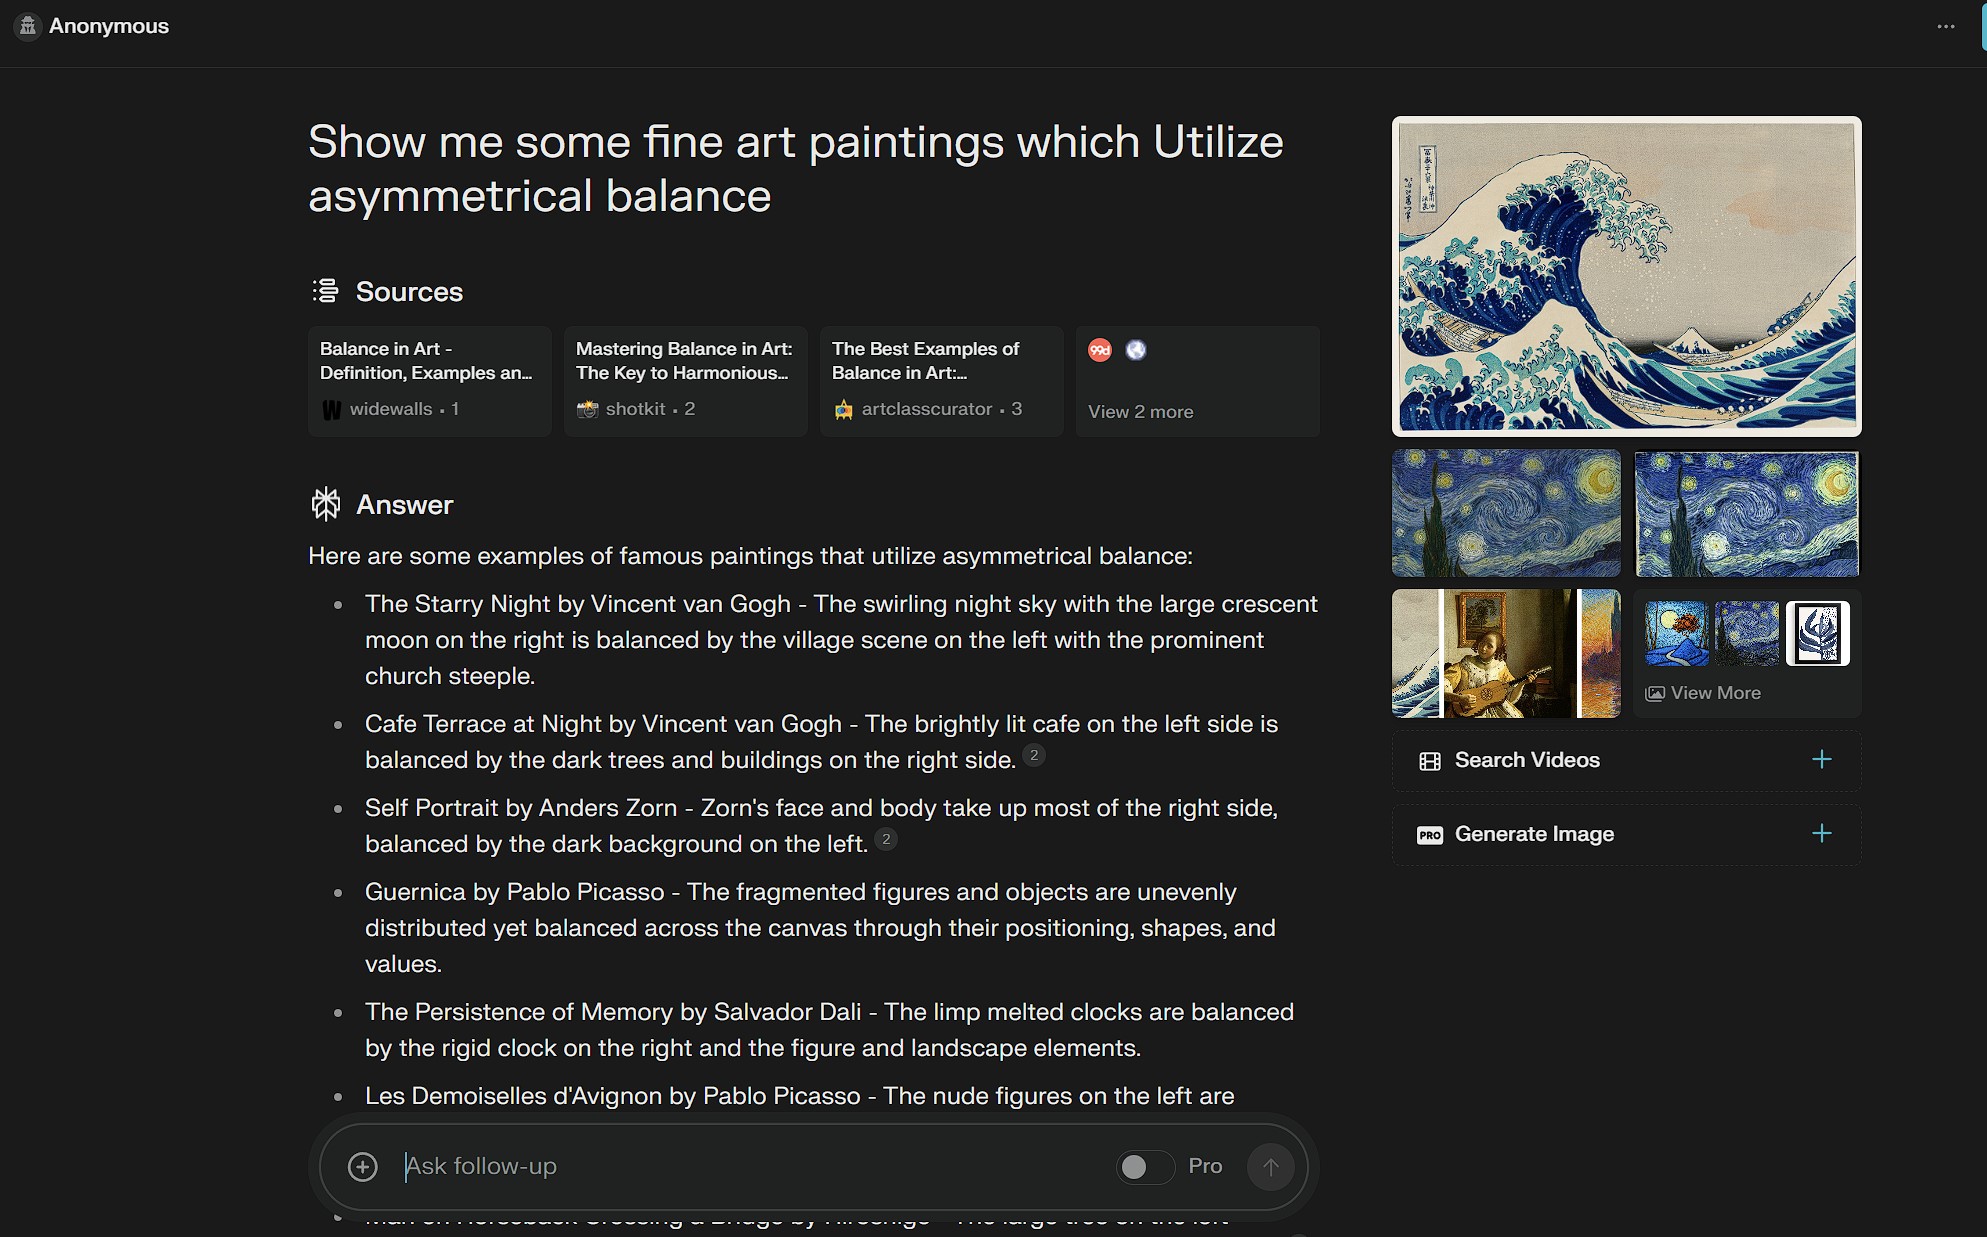 Anonymous
Show me some fine art paintings which Utilize
asymmetrical balance
Sources
Balance in Art -
Definition, Examples an...
widewalls • 1
Mastering Balance in Art:
The Key to Harmonious...
shotkit • 2
The Best Examples of
Balance in Art:...
artclasscurator • 3
99d
View 2 more
Answer
Here are some examples of famous paintings that utilize asymmetrical balance:
• The Starry Night by Vincent van Gogh - The swirling night sky with the large crescent
moon on the right is balanced by the village scene on the left with the prominent
church steeple.
• Cafe Terrace at Night by Vincent van Gogh - The brightly lit cafe on the left side is
balanced by the dark trees and buildings on the right side. 2
• Self Portrait by Anders Zorn - Zorn's face and body take up most of the right side,
balanced by the dark background on the left. 2
• Guernica by Pablo Picasso - The fragmented figures and objects are unevenly
distributed yet balanced across the canvas through their positioning, shapes, and
values.
• The Persistence of Memory by Salvador Dali - The limp melted clocks are balanced
by the rigid clock on the right and the figure and landscape elements.
• Les Demoiselles d'Avignon by Pablo Picasso - The nude figures on the left are
Ask follow-up
Pro
View More
Search Videos
PRO Generate Image